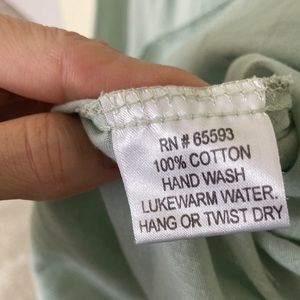 RN # 65593
100% COTTON
HAND WASH
LUKEWARM WATER.
HANG OR TWIST DRY